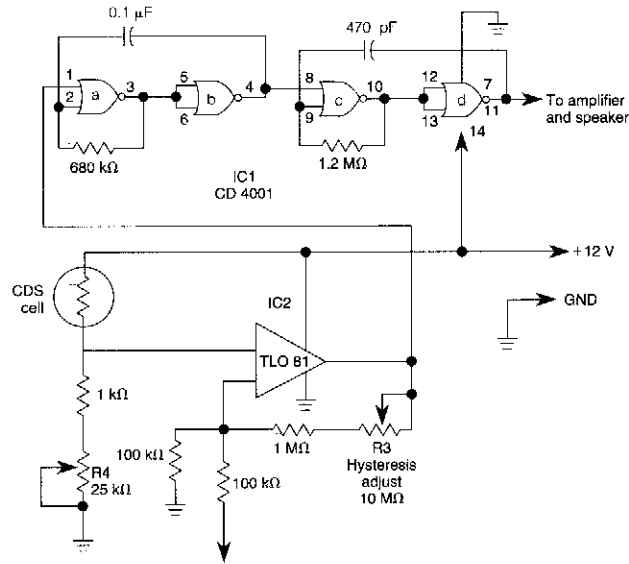 0.1 µF
470 pF
1
2
a
3
5
6
b
4
8
9
c
10
12
13
d
7
11
14
To amplifier
and speaker
680 kΩ
1.2 MΩ
IC1
CD 4001
+12 V
CDS
cell
IC2
GND
TLO 81
1 kΩ
R4
25 kΩ
100 kΩ
100 kΩ
1 MΩ
R3
Hysteresis
adjust
10 MΩ